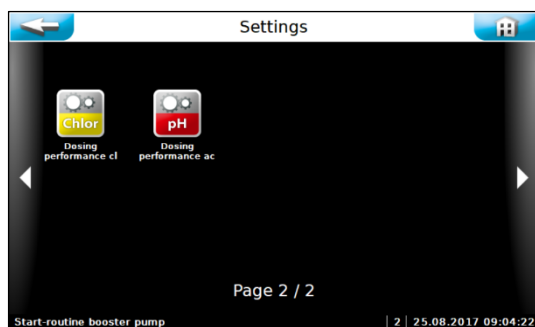 Settings
Chlor
pH
Dosing
performance cl
Dosing
performance ac
Page 2 / 2
Start-routine booster pump
2
25.08.2017 09:04:22